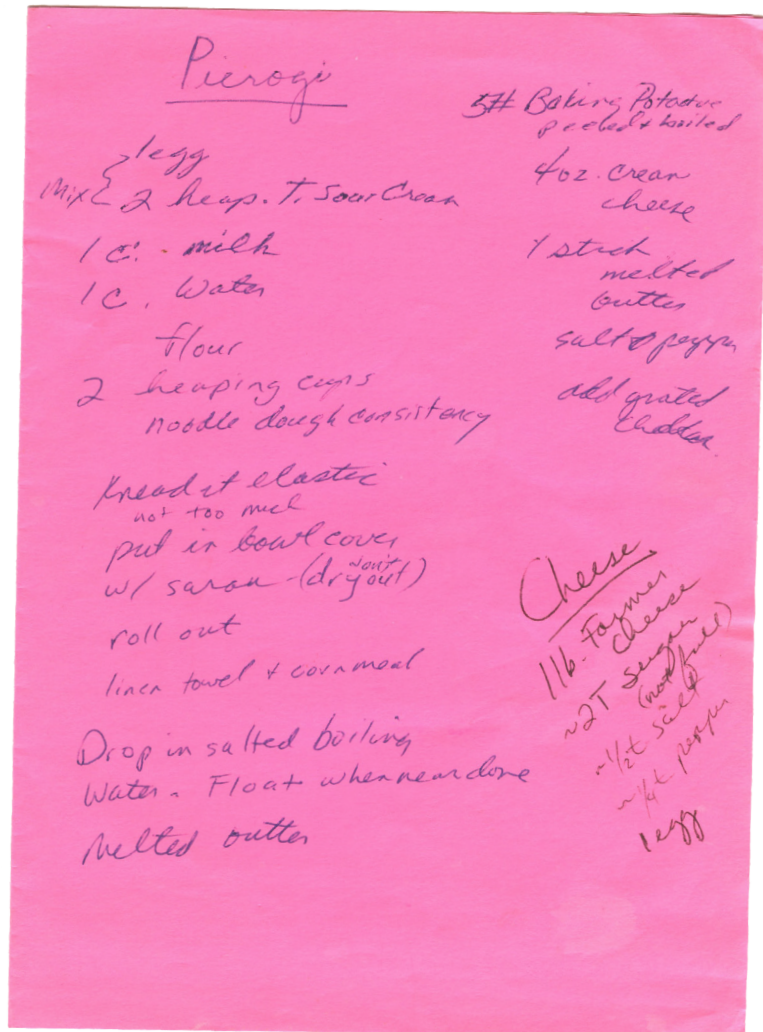 Pierogi
Mix { 1 egg
2 heap. T. Sour Cream
1 c. milk
1 c. Water
flour
2 heaping cups
noodle dough consistency
Knead it elastic
not too much
put in bowl cover
w/ saran - (won't dry out)
roll out
linen towel + cornmeal
Drop in salted boiling
Water - Float when near done
Melted butter
5# Baking Potatoe
peeled + boiled
4 oz. cream
cheese
1 stick
melted
butter
salt & pepper
add grated
cheddar
Cheese
1 lb. Farmer
Cheese
~2T sugar
(not full)
~1/2t salt
~1/4t pepper
1 egg